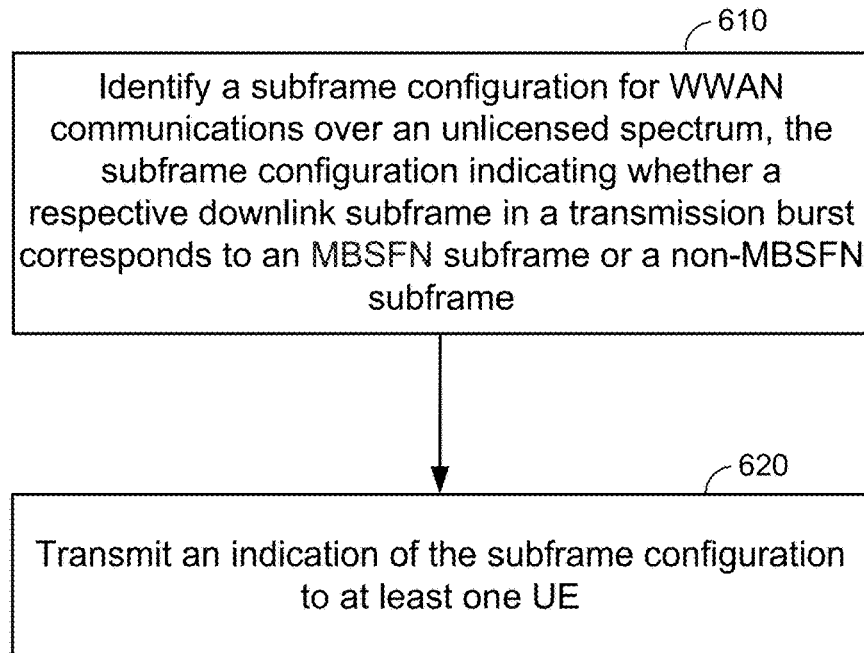 610
Identify a subframe configuration for WWAN
communications over an unlicensed spectrum, the
subframe configuration indicating whether a
respective downlink subframe in a transmission burst
corresponds to an MBSFN subframe or a non-MBSFN
subframe
620
Transmit an indication of the subframe configuration
to at least one UE